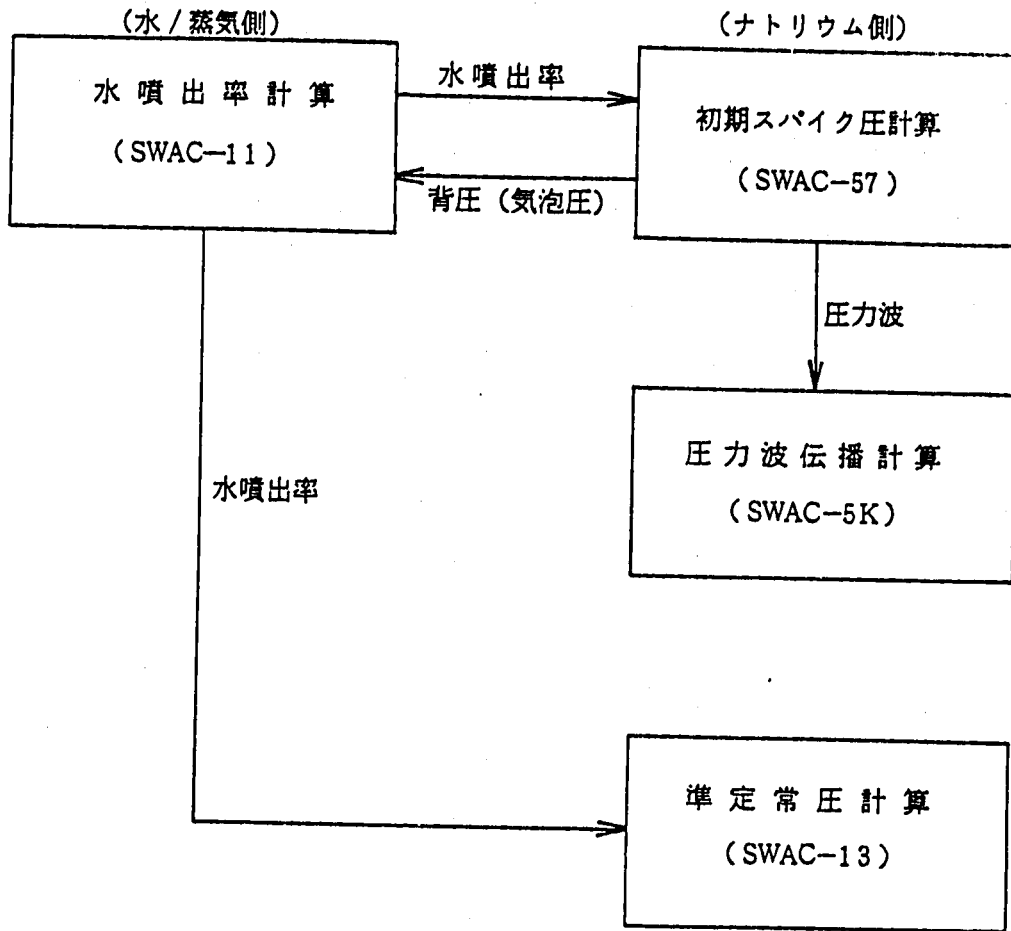 (水/蒸気側)
(ナトリウム側)
水噴出率計算
(SWAC-11)
水噴出率
初期スパイク圧計算
(SWAC-57)
背圧(気泡圧)
圧力波
圧力波伝播計算
(SWAC-5K)
水噴出率
準定常圧計算
(SWAC-13)